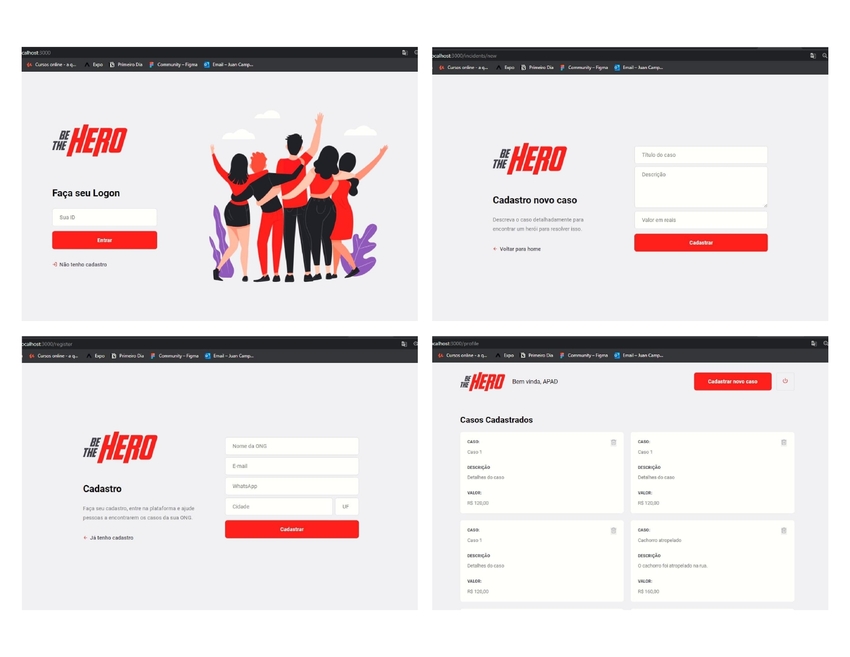 ocalhost:3000
Cursos online - a q...
Expo
Primeiro Dia
Community – Figma
Email – Juan Camp...
BE THE HERO
Faça seu Logon
Sua ID
Entrar
Não tenho cadastro
ocalhost:3000/incidents/new
Cursos online - a q...
Expo
Primeiro Dia
Community – Figma
Email – Juan Camp...
BE THE HERO
Cadastro novo caso
Descreva o caso detalhadamente para
encontrar um herói para resolver isso.
Voltar para home
Título do caso
Descrição
Valor em reais
Cadastrar
ocalhost:3000/register
Cursos online - a q...
Expo
Primeiro Dia
Community – Figma
Email – Juan Camp...
BE THE HERO
Cadastro
Faça seu cadastro, entre na plataforma e ajude
pessoas a encontrarem os casos da sua ONG
Já tenho cadastro
Nome da ONG
E-mail
WhatsApp
Cidade
UF
Cadastrar
ocalhost:3000/profile
Cursos online - a q...
Expo
Primeiro Dia
Community – Figma
Email – Juan Camp...
BE THE HERO
Bem vinda, APAD
Cadastrar novo caso
Casos Cadastrados
CASO:
Caso 1
DESCRIÇÃO
Detalhes do caso
VALOR:
R$ 120,00
CASO:
Caso 1
DESCRIÇÃO
Detalhes do caso
VALOR:
R$ 120,00
CASO:
Caso 1
DESCRIÇÃO
Detalhes do caso
VALOR:
R$ 120,00
CASO:
Cachorro atropelado
DESCRIÇÃO
O cachorro foi atropelado na rua.
VALOR:
R$ 160,00